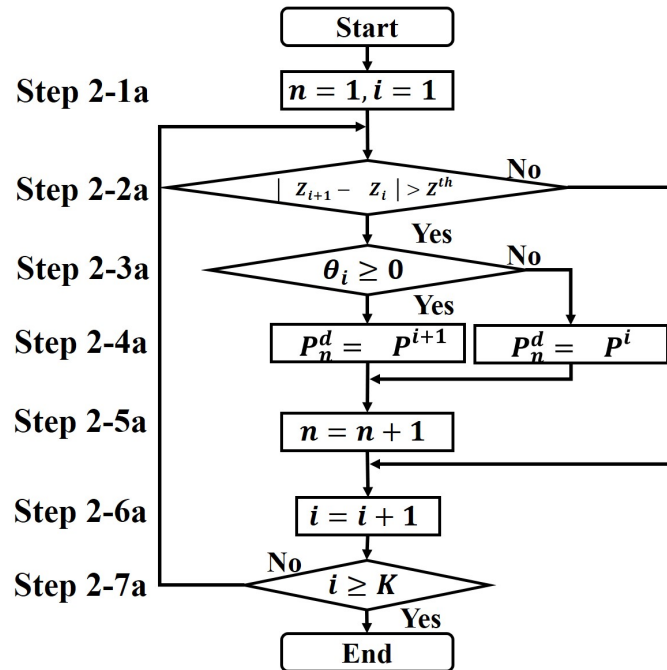 Start
Step 2-1a
n = 1, i = 1
Step 2-2a
| Z_{i+1} − Z_i | > Z^{th}
No
Yes
Step 2-3a
θ_i ≥ 0
No
Yes
Step 2-4a
P_n^d = P^{i+1}
P_n^d = P^i
Step 2-5a
n = n + 1
Step 2-6a
i = i + 1
No
Step 2-7a
i ≥ K
Yes
End